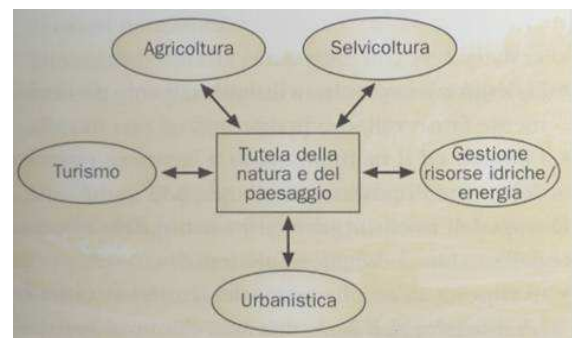 Agricoltura
Selvicoltura
Turismo
Tutela della
natura e del
paesaggio
Gestione
risorse idriche/
energia
Urbanistica